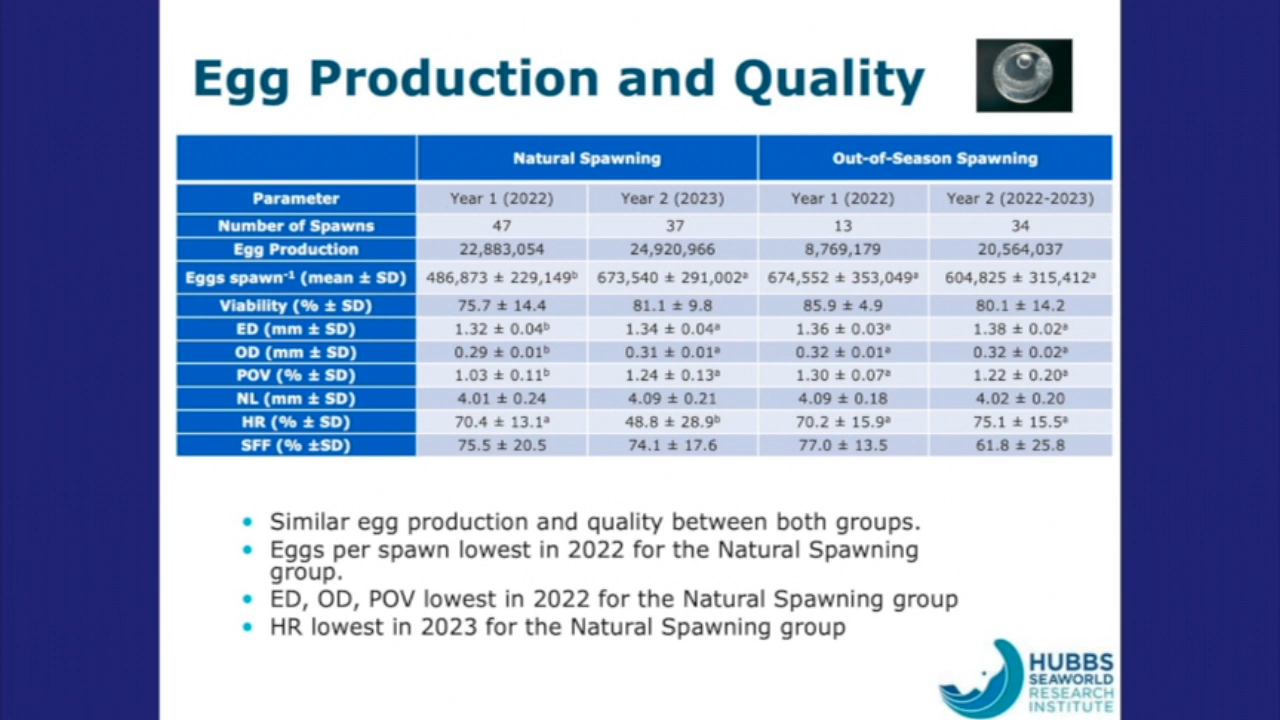 Egg Production and Quality
Natural Spawning Out-of-Season Spawning
Parameter Year 1 (2022) Year 2 (2023) Year 1 (2022) Year 2 (2022-2023)
Number of Spawns 47 37 13 34
Egg Production 22,883,054 24,920,966 8,769,179 20,564,037
Eggs spawn⁻¹ (mean ± SD) 486,873 ± 229,149ᵇ 673,540 ± 291,002ᵃ 674,552 ± 353,049ᵃ 604,825 ± 315,412ᵃ
Viability (% ± SD) 75.7 ± 14.4 81.1 ± 9.8 85.9 ± 4.9 80.1 ± 14.2
ED (mm ± SD) 1.32 ± 0.04ᵇ 1.34 ± 0.04ᵃ 1.36 ± 0.03ᵃ 1.38 ± 0.02ᵃ
OD (mm ± SD) 0.29 ± 0.01ᵇ 0.31 ± 0.01ᵃ 0.32 ± 0.01ᵃ 0.32 ± 0.02ᵃ
POV (% ± SD) 1.03 ± 0.11ᵇ 1.24 ± 0.13ᵃ 1.30 ± 0.07ᵃ 1.22 ± 0.20ᵃ
NL (mm ± SD) 4.01 ± 0.24 4.09 ± 0.21 4.09 ± 0.18 4.02 ± 0.20
HR (% ± SD) 70.4 ± 13.1ᵃ 48.8 ± 28.9ᵇ 70.2 ± 15.9ᵃ 75.1 ± 15.5ᵃ
SFF (% ±SD) 75.5 ± 20.5 74.1 ± 17.6 77.0 ± 13.5 61.8 ± 25.8
• Similar egg production and quality between both groups.
• Eggs per spawn lowest in 2022 for the Natural Spawning
group.
• ED, OD, POV lowest in 2022 for the Natural Spawning group
• HR lowest in 2023 for the Natural Spawning group
HUBBS
SEAWORLD
RESEARCH
INSTITUTE